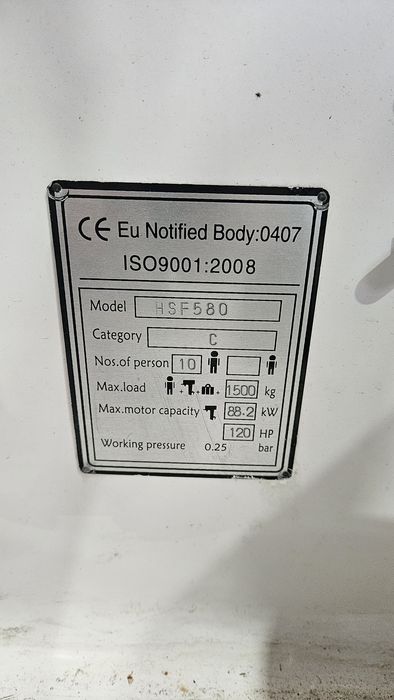 CE Eu Notified Body:0407
ISO9001:2008
Model HSF580
Category C
Nos.of person 10
Max.load 1500 kg
Max.motor capacity 88.2 kW
120 HP
Working pressure 0.25 bar